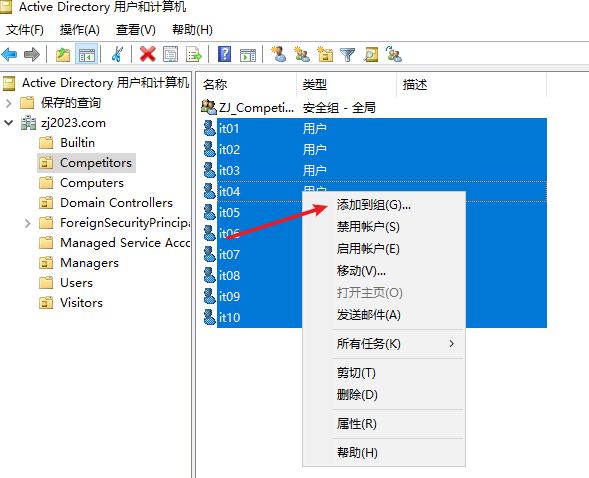 Active Directory 用户和计算机
文件(F) 操作(A) 查看(V) 帮助(H)
Active Directory 用户和计算机
保存的查询
zj2023.com
Builtin
Competitors
Computers
Domain Controllers
ForeignSecurityPrincipa
Managed Service Acco
Managers
Users
Visitors
名称 类型 描述
ZJ_Competi... 安全组 - 全局
it01 用户
it02 用户
it03 用户
it04 用户
it05
it06
it07
it08
it09
it10
添加到组(G)...
禁用帐户(S)
启用帐户(E)
移动(V)...
打开主页(O)
发送邮件(A)
所有任务(K)
剪切(T)
删除(D)
属性(R)
帮助(H)